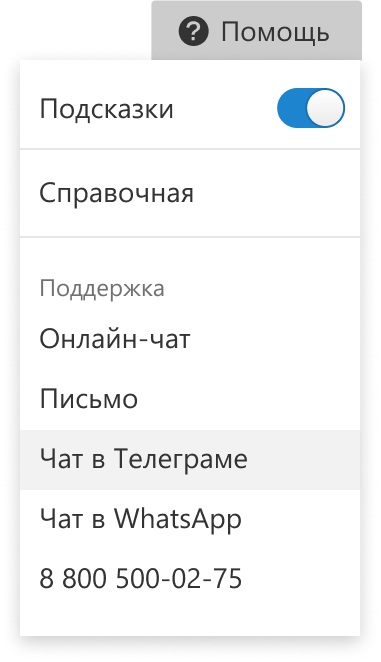 Помощь
Подсказки
Справочная
Поддержка
Онлайн-чат
Письмо
Чат в Телеграме
Чат в WhatsApp
8 800 500-02-75